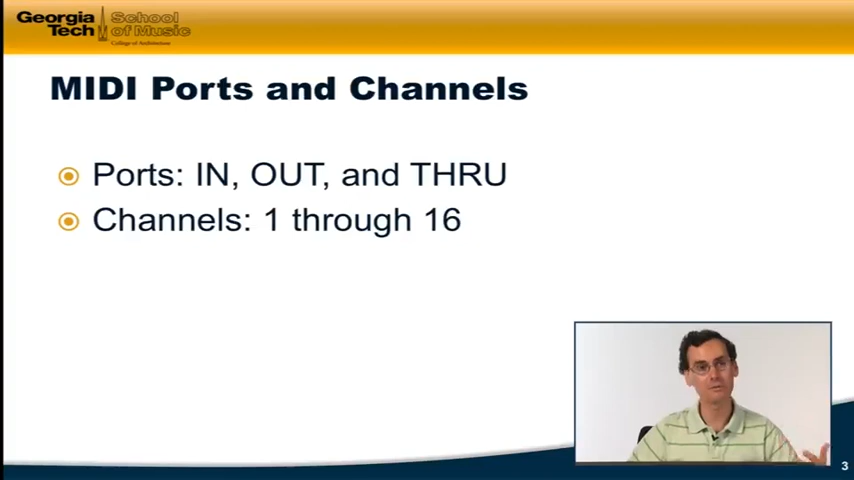 Georgia Tech
School of Music
College of Architecture
MIDI Ports and Channels
Ports: IN, OUT, and THRU
Channels: 1 through 16
3